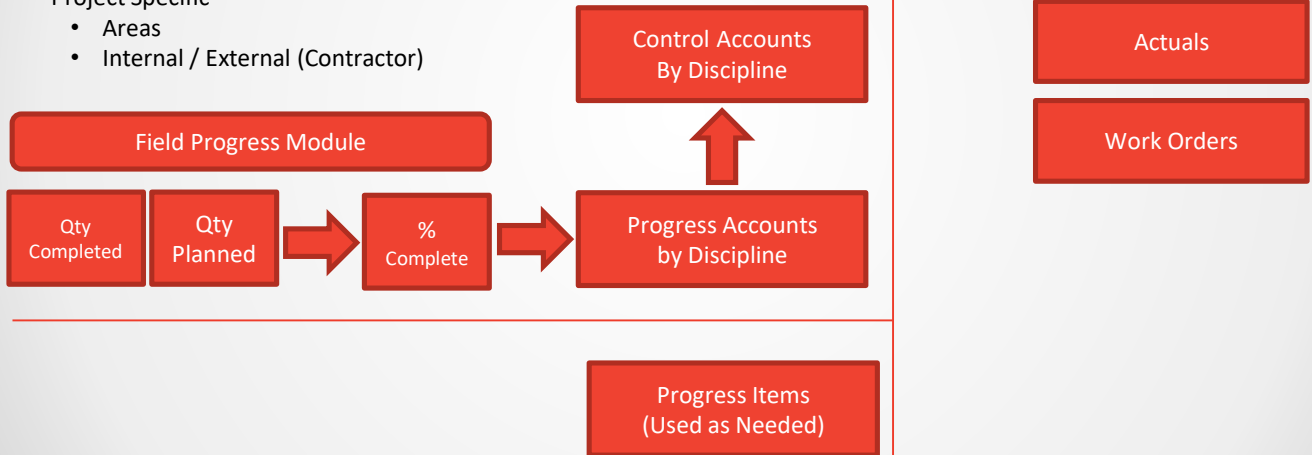 Project Specific
• Areas
• Internal / External (Contractor)
Control Accounts
By Discipline
Actuals
Field Progress Module
Work Orders
Qty
Completed
Qty
Planned
%
Complete
Progress Accounts
by Discipline
Progress Items
(Used as Needed)